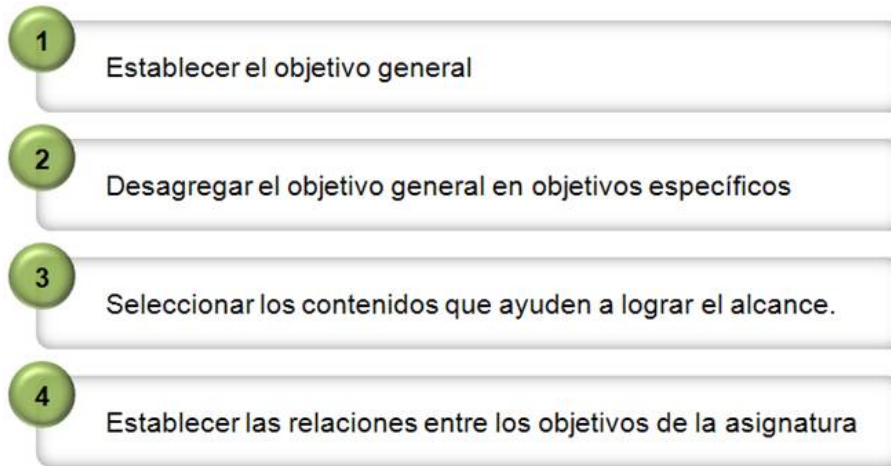 1
Establecer el objetivo general
2
Desagregar el objetivo general en objetivos específicos
3
Seleccionar los contenidos que ayuden a lograr el alcance.
4
Establecer las relaciones entre los objetivos de la asignatura